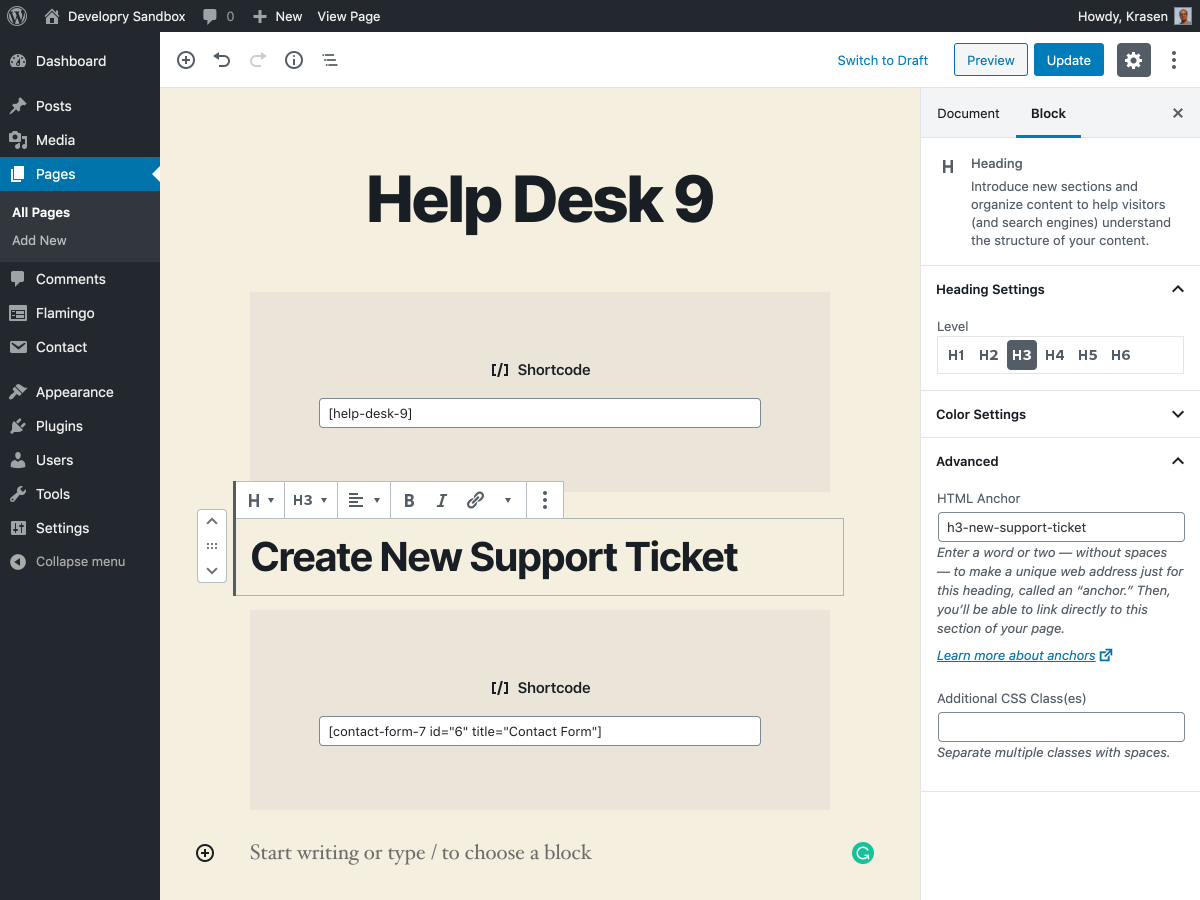 Developry Sandbox 0 New View Page Howdy, Krasen
Dashboard
Posts
Media
Pages
All Pages
Add New
Comments
Flamingo
Contact
Appearance
Plugins
Users
Tools
Settings
Collapse menu
Switch to Draft Preview Update
Help Desk 9
[/] Shortcode
[help-desk-9]
H H3 B I
Create New Support Ticket
[/] Shortcode
[contact-form-7 id="6" title="Contact Form"]
Start writing or type / to choose a block
Document Block
H Heading
Introduce new sections and
organize content to help visitors
(and search engines) understand
the structure of your content.
Heading Settings
Level
H1 H2 H3 H4 H5 H6
Color Settings
Advanced
HTML Anchor
h3-new-support-ticket
Enter a word or two — without spaces
— to make a unique web address just for
this heading, called an “anchor.” Then,
you’ll be able to link directly to this
section of your page.
Learn more about anchors
Additional CSS Class(es)
Separate multiple classes with spaces.